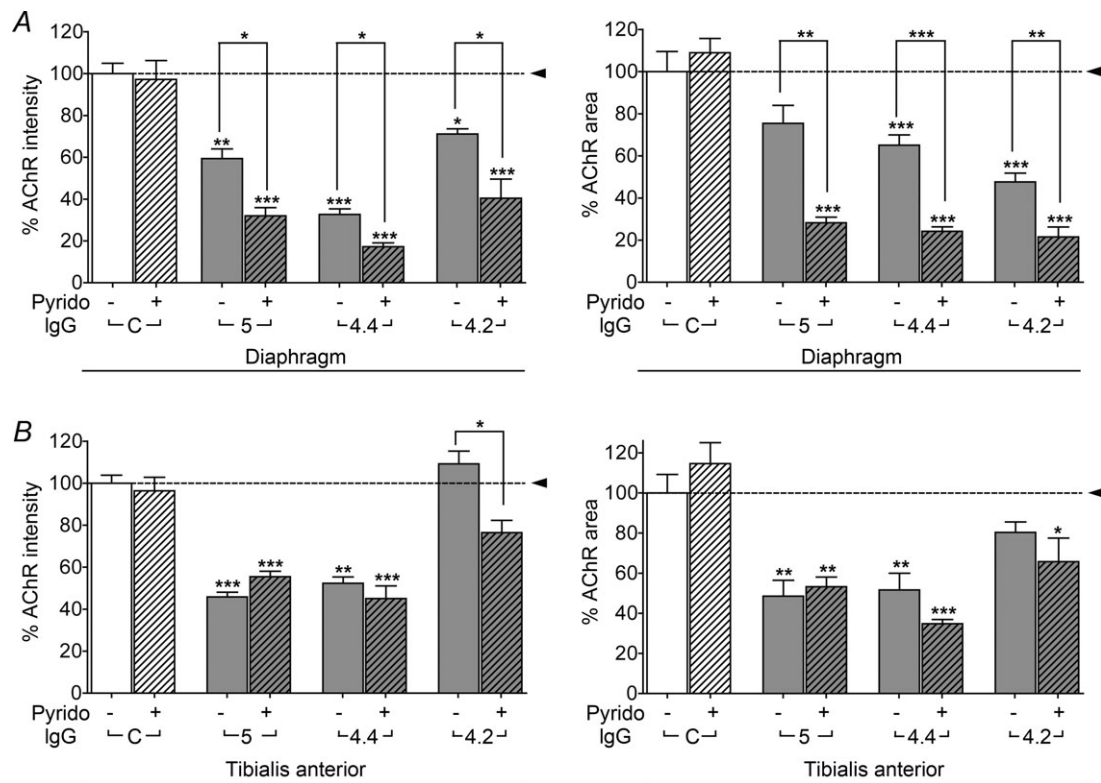 A
% AChR intensity
120
100
80
60
40
20
0
* * *
** *** *** *** * ***
Pyrido - + - + - + - +
IgG C 5 4.4 4.2
Diaphragm
% AChR area
120
100
80
60
40
20
0
** *** **
*** *** *** *** ***
- + - + - + - +
Pyrido
IgG C 5 4.4 4.2
Diaphragm
B
% AChR intensity
120
100
80
60
40
20
0
*
*** *** ** ***
Pyrido - + - + - + - +
IgG C 5 4.4 4.2
Tibialis anterior
% AChR area
120
100
80
60
40
20
0
** ** ** *** *
Pyrido - + - + - + - +
IgG C 5 4.4 4.2
Tibialis anterior